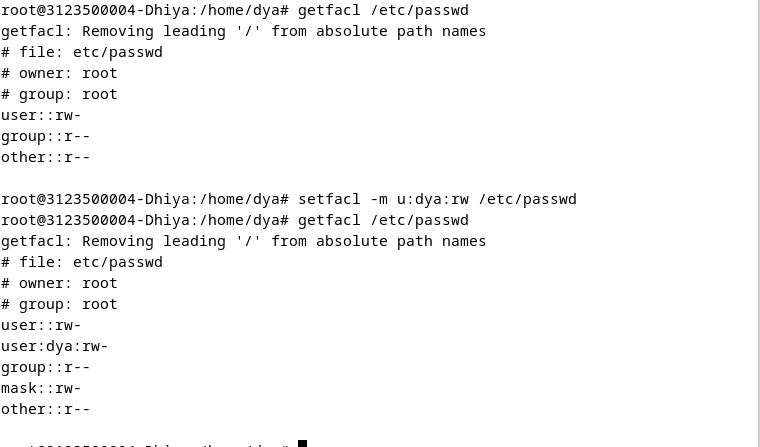 root@3123500004-Dhiya:/home/dya# getfacl /etc/passwd
getfacl: Removing leading '/' from absolute path names
# file: etc/passwd
# owner: root
# group: root
user::rw-
group::r--
other::r--
root@3123500004-Dhiya:/home/dya# setfacl -m u:dya:rw /etc/passwd
root@3123500004-Dhiya:/home/dya# getfacl /etc/passwd
getfacl: Removing leading '/' from absolute path names
# file: etc/passwd
# owner: root
# group: root
user::rw-
user:dya:rw-
group::r--
mask::rw-
other::r--